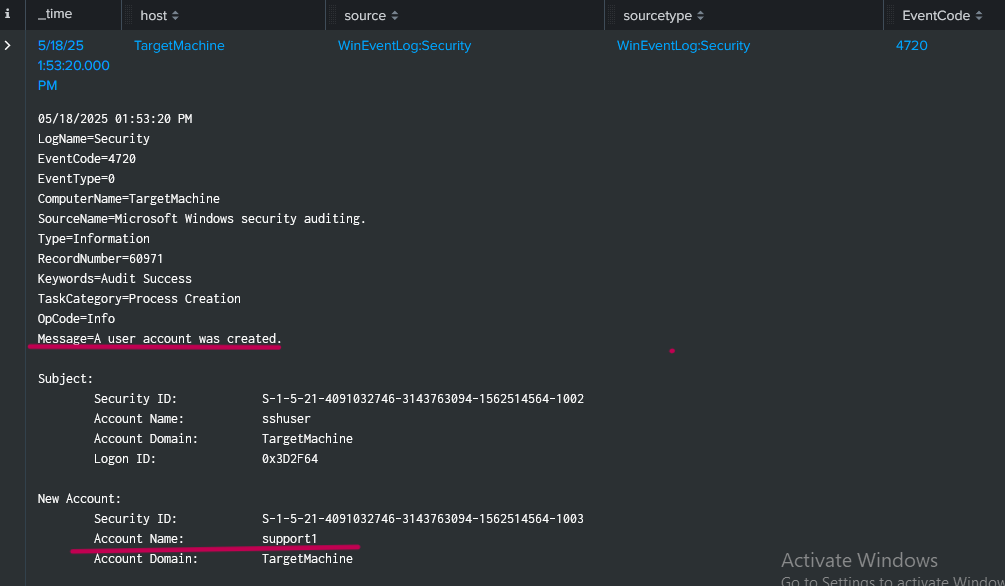 i _time host source sourcetype EventCode
5/18/25 TargetMachine WinEventLog:Security WinEventLog:Security 4720
1:53:20.000
PM
05/18/2025 01:53:20 PM
LogName=Security
EventCode=4720
EventType=0
ComputerName=TargetMachine
SourceName=Microsoft Windows security auditing.
Type=Information
RecordNumber=60971
Keywords=Audit Success
TaskCategory=Process Creation
OpCode=Info
Message=A user account was created.
Subject:
Security ID: S-1-5-21-4091032746-3143763094-1562514564-1002
Account Name: sshuser
Account Domain: TargetMachine
Logon ID: 0x3D2F64
New Account:
Security ID: S-1-5-21-4091032746-3143763094-1562514564-1003
Account Name: support1
Account Domain: TargetMachine
Activate Windows
Go to Settings to activate Window